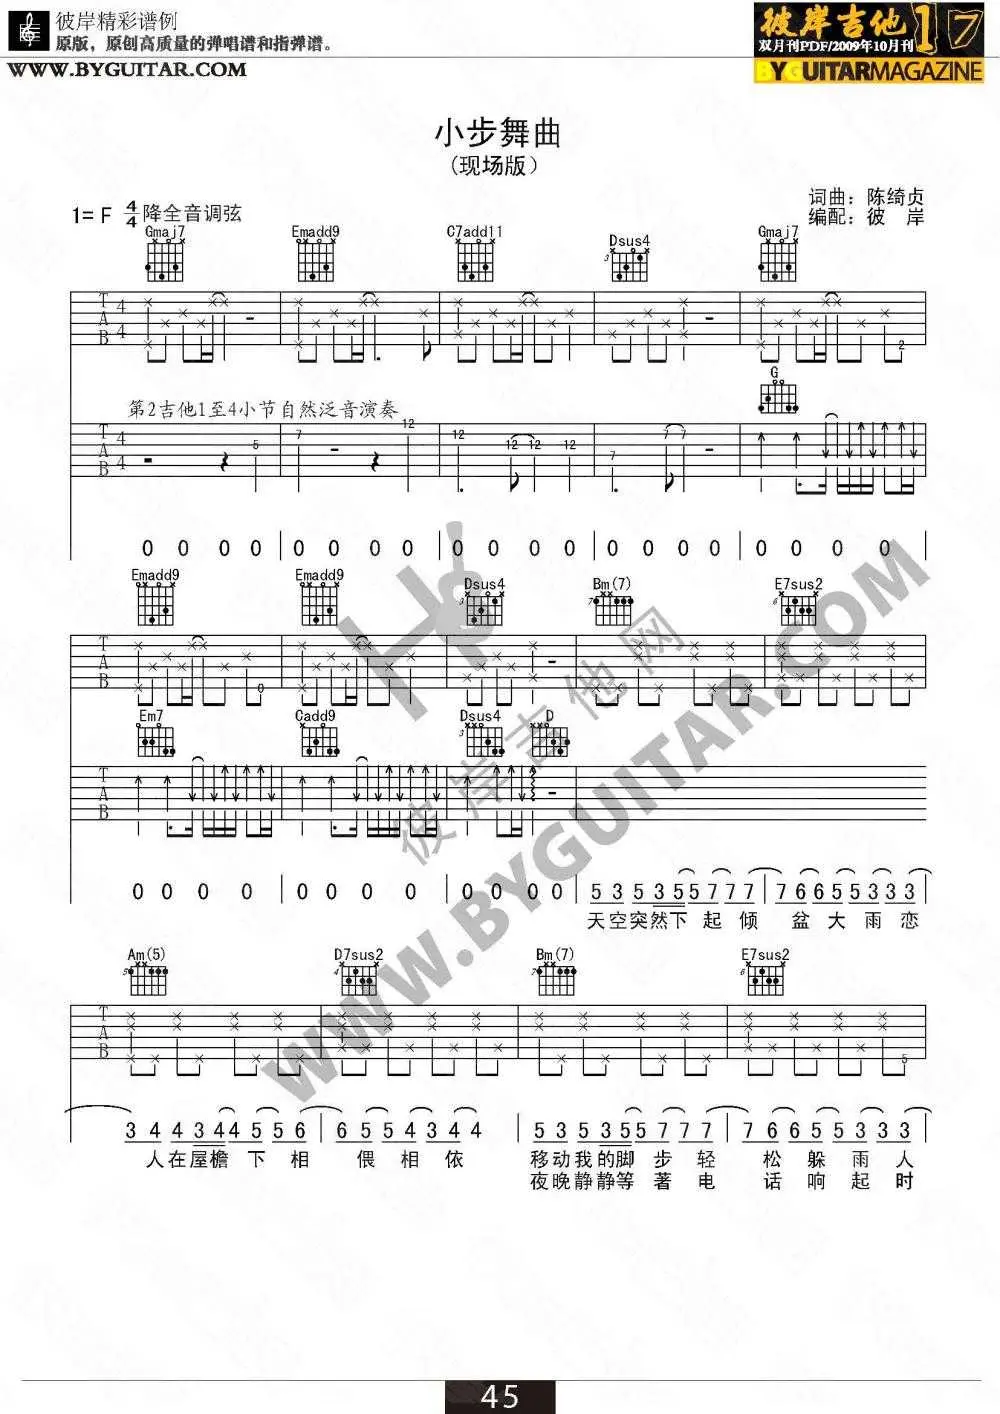 彼岸精彩谱例
原版，原创高质量的弹唱谱和指弹谱。
WWW.BYGUITAR.COM
彼岸吉他 17
双月刊PDF/2009年10月刊
BYGUITARMAGAZINE
小步舞曲
(现场版)
词曲：陈绮贞
编配：彼 岸
1=F 4/4 降全音调弦
Gmaj7 Emadd9 C7add11 Dsus4 Gmaj7
3
T A B 4 4
2
第2吉他1至4小节自然泛音演奏
G
T A B 4 4
5 7 12 12 12 12 12 7 7 7
0 0 0 0 0 0 0 0 0 0 0 0 0 0 0 0 0 0 0 0
Emadd9 Emadd9 Dsus4 Bm(7) E7sus2
3 7 6
T A B
0
Em7 Cadd9 Dsus4 D
3
T A B
0 0 0 0 0 0 0 0 0 0 0 0 5 3 5 3 5 5 7 7 7 7 6 6 5 5 3 3 3
天空突然下 起 倾 盆 大 雨 恋
Am(5) D7sus2 Bm(7) E7sus2
5 4 7 6
T A B
5
3 4 4 3 4 4 5 5 6 6 5 5 4 3 4 4 5 3 5 3 5 5 7 7 7 7 6 6 5 5 3 3 3
人在屋檐 下 相 偎 相 依 移动我的脚 步 轻 松 躲 雨 人
夜晚静静等 著 电 话 响 起 时
彼岸吉他网
WWW.BYGUITAR.COM
45